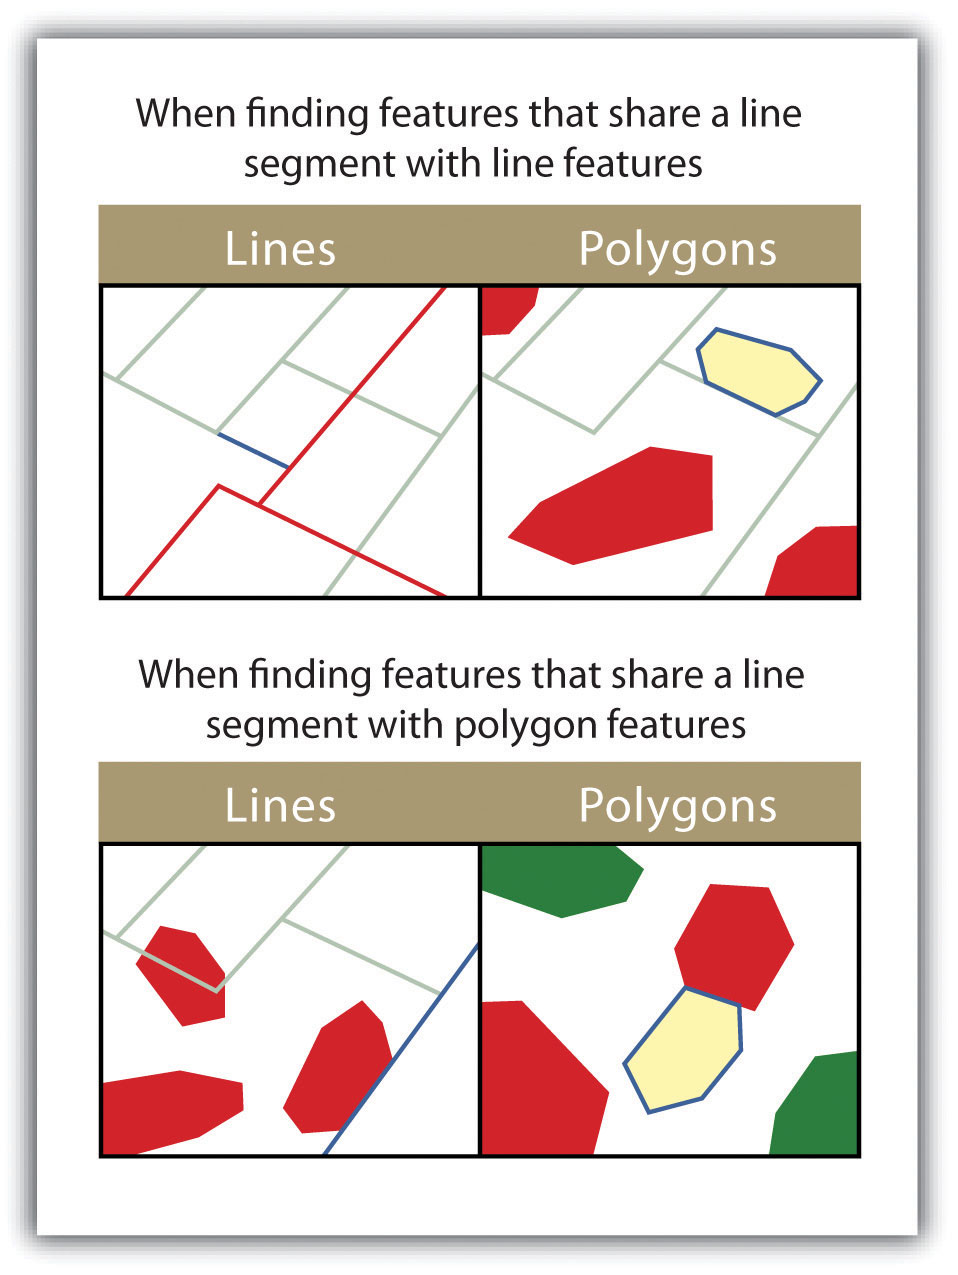 When finding features that share a line
segment with line features
Lines
Polygons
When finding features that share a line
segment with polygon features
Lines
Polygons